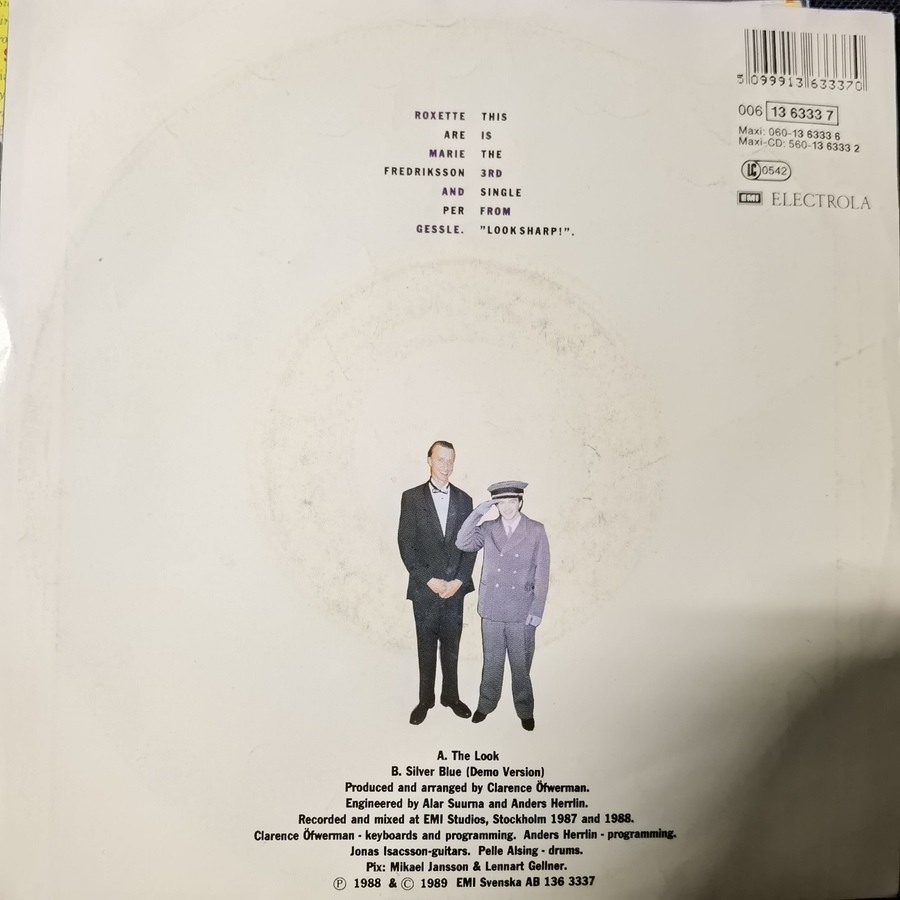 5 099913 633370
006 13 6333 7
Maxi: 060-13 6333 6
Maxi-CD: 560-13 6333 2
LC 0542
EMI ELECTROLA
ROXETTE THIS
ARE IS
MARIE THE
FREDRIKSSON 3RD
AND SINGLE
PER FROM
GESSLE. "LOOK SHARP!".
A. The Look
B. Silver Blue (Demo Version)
Produced and arranged by Clarence Öfwerman.
Engineered by Alar Suurna and Anders Herrlin.
Recorded and mixed at EMI Studios, Stockholm 1987 and 1988.
Clarence Öfwerman - keyboards and programming. Anders Herrlin - programming.
Jonas Isacsson-guitars. Pelle Alsing - drums.
Pix: Mikael Jansson & Lennart Gellner.
Ⓟ 1988 & © 1989 EMI Svenska AB 136 3337